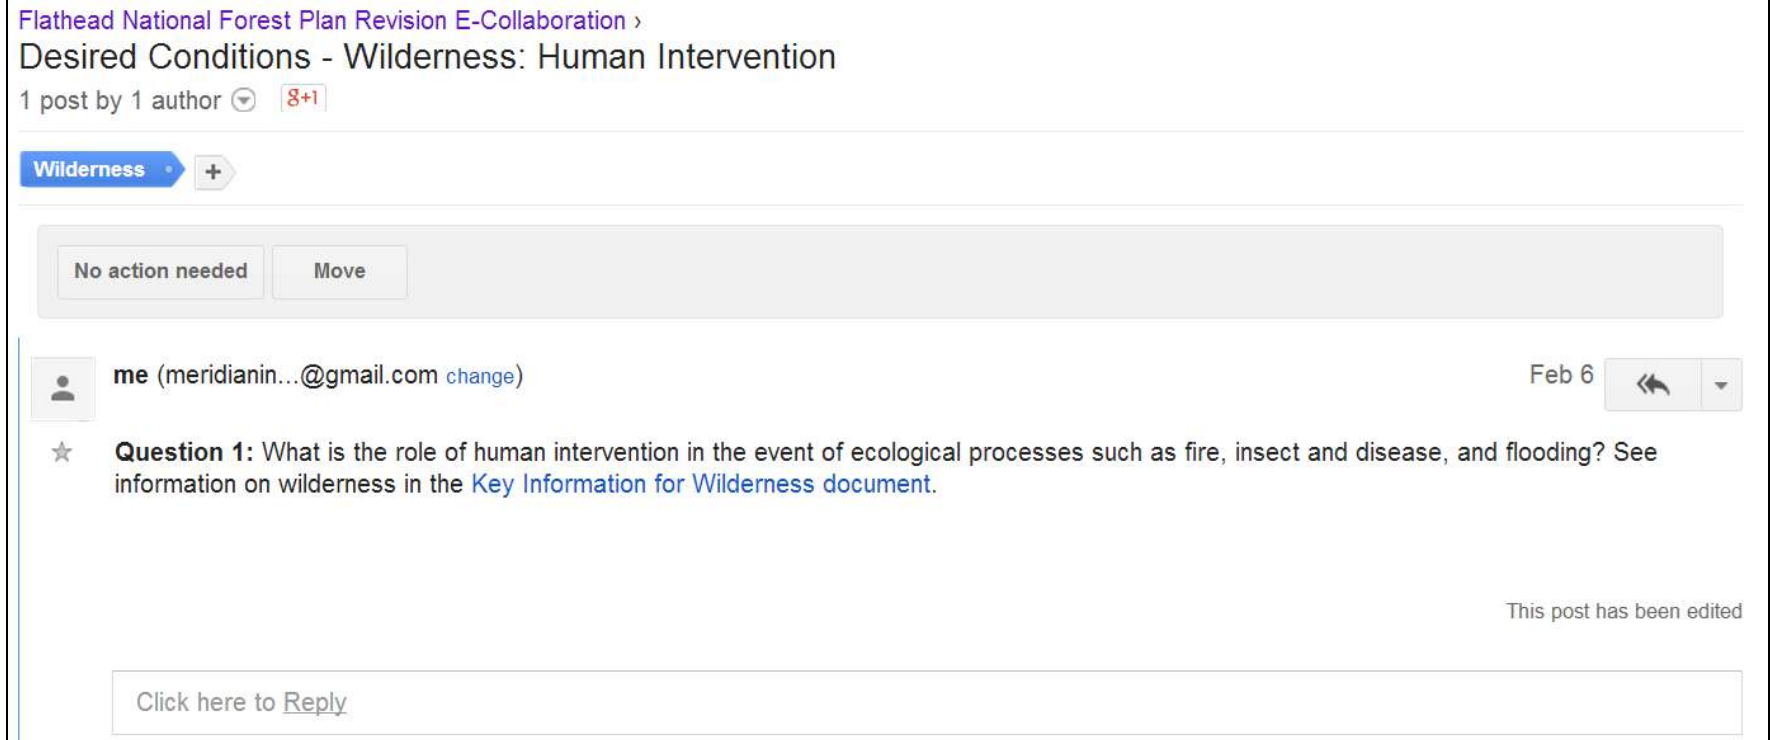 Flathead National Forest Plan Revision E-Collaboration ›
Desired Conditions - Wilderness: Human Intervention
1 post by 1 author
g+1
Wilderness
+
No action needed Move
me (meridianin...@gmail.com change) Feb 6
Question 1: What is the role of human intervention in the event of ecological processes such as fire, insect and disease, and flooding? See
information on wilderness in the Key Information for Wilderness document.
This post has been edited
Click here to Reply